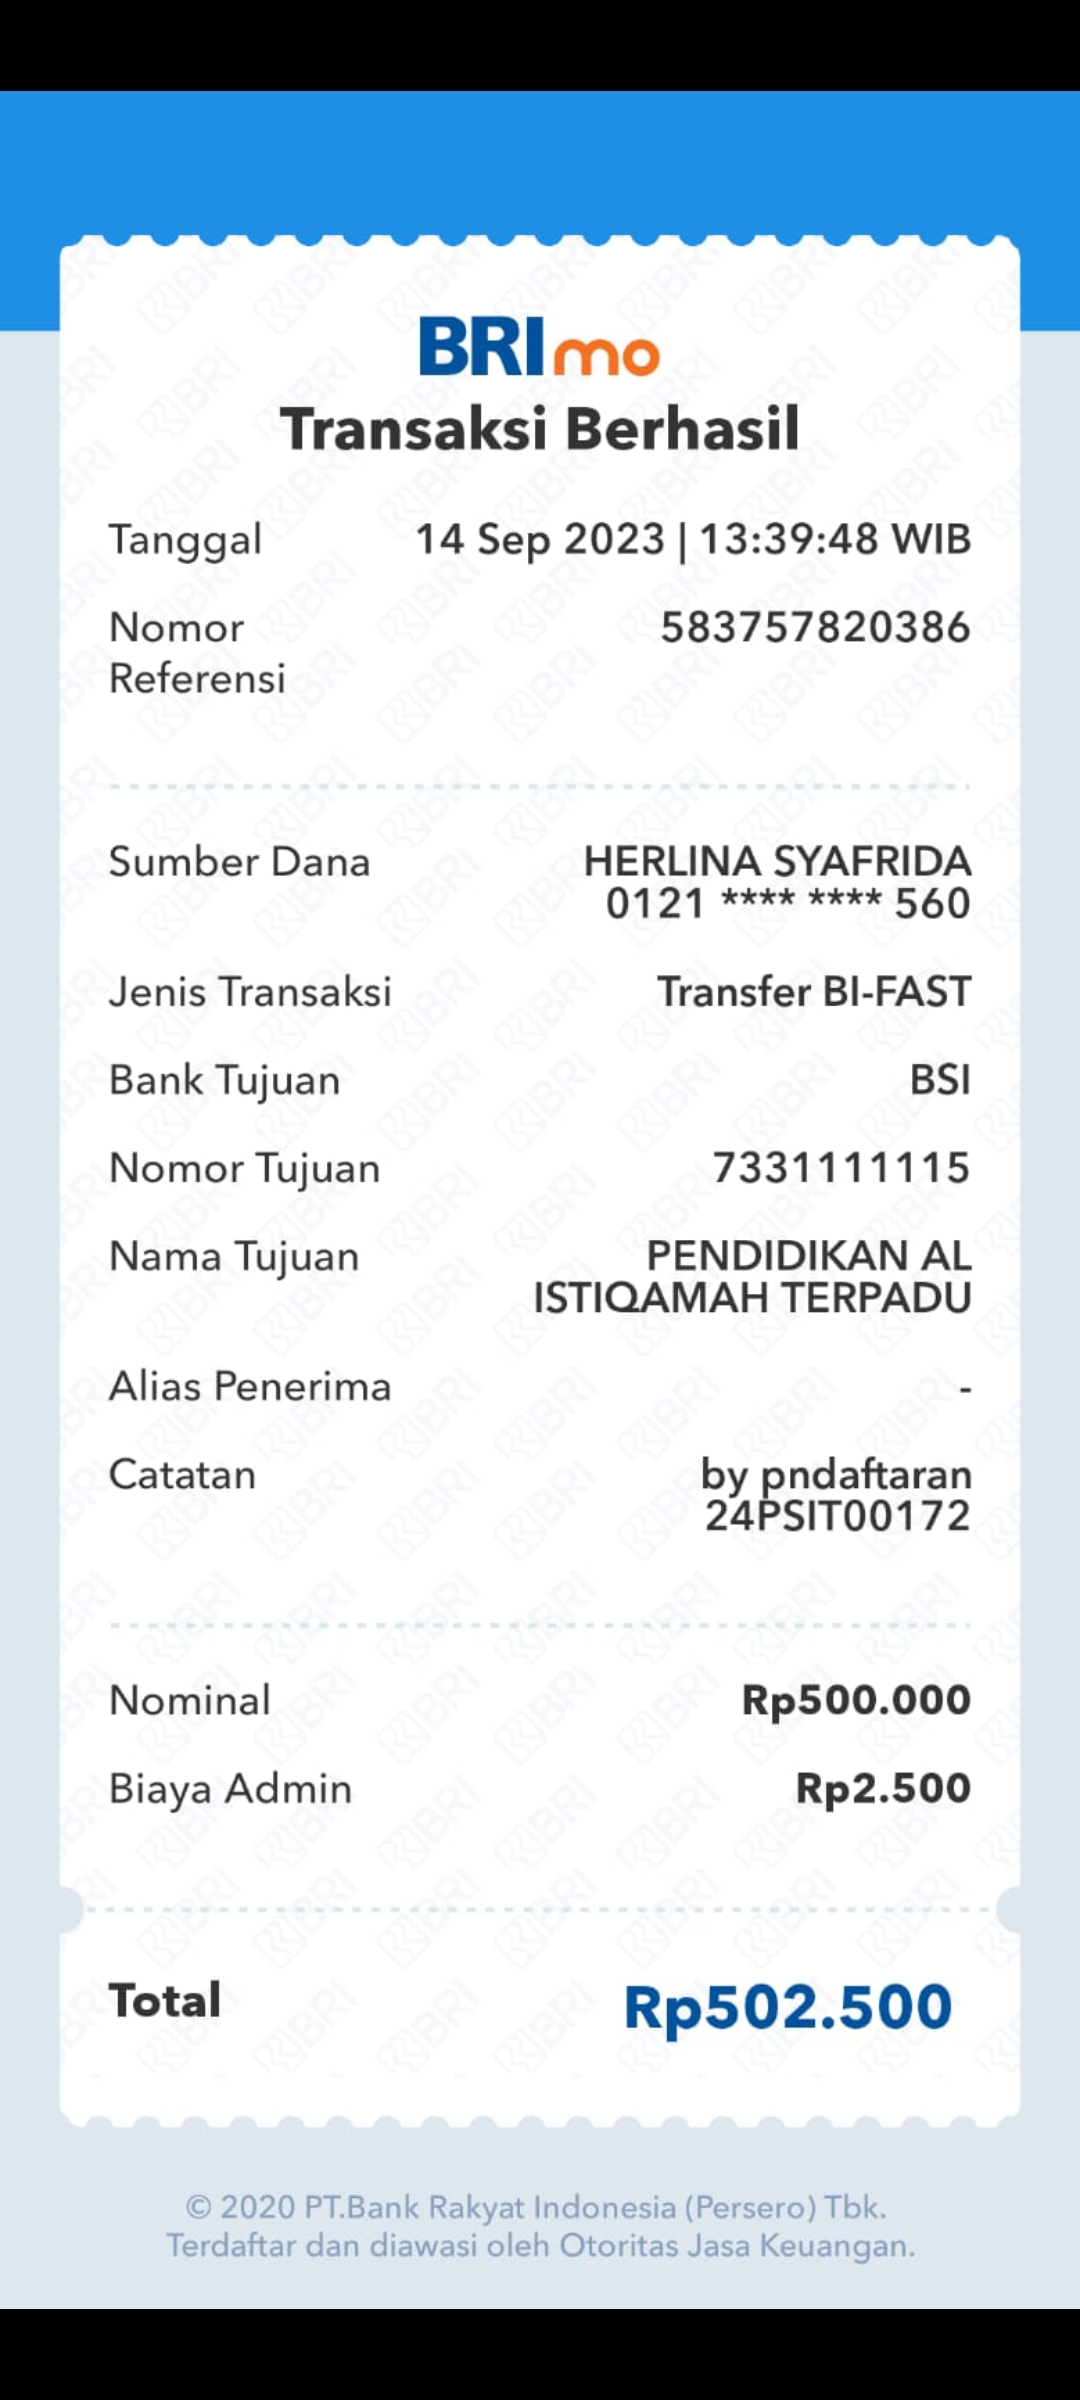 BRImo
Transaksi Berhasil
Tanggal 14 Sep 2023 | 13:39:48 WIB
Nomor 583757820386
Referensi
Sumber Dana HERLINA SYAFRIDA
0121 **** **** 560
Jenis Transaksi Transfer BI-FAST
Bank Tujuan BSI
Nomor Tujuan 7331111115
Nama Tujuan PENDIDIKAN AL
ISTIQAMAH TERPADU
Alias Penerima -
Catatan by pndaftaran
24PSIT00172
Nominal Rp500.000
Biaya Admin Rp2.500
Total Rp502.500
© 2020 PT.Bank Rakyat Indonesia (Persero) Tbk.
Terdaftar dan diawasi oleh Otoritas Jasa Keuangan.